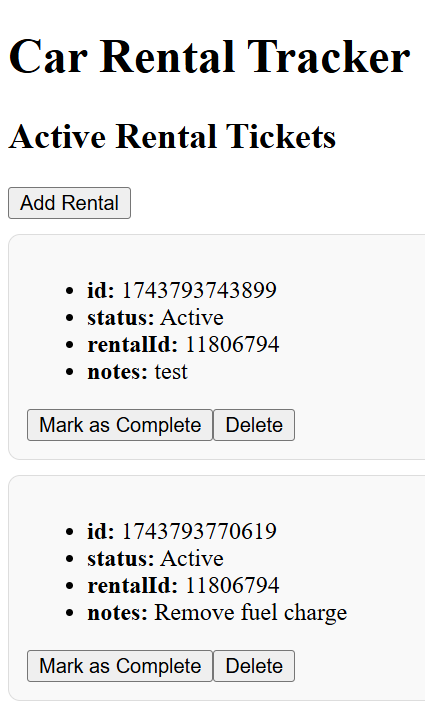 Car Rental Tracker
Active Rental Tickets
Add Rental
id: 1743793743899
status: Active
rentalId: 11806794
notes: test
Mark as Complete Delete
id: 1743793770619
status: Active
rentalId: 11806794
notes: Remove fuel charge
Mark as Complete Delete